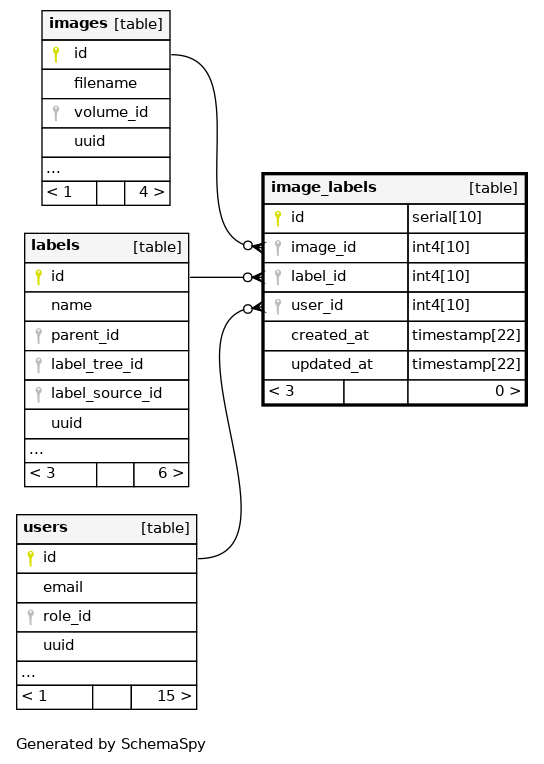 images [table]
id
filename
volume_id
uuid
...
< 1 4 >
image_labels [table]
id serial[10]
image_id int4[10]
label_id int4[10]
user_id int4[10]
created_at timestamp[22]
updated_at timestamp[22]
< 3 0 >
labels [table]
id
name
parent_id
label_tree_id
label_source_id
uuid
...
< 3 6 >
users [table]
id
email
role_id
uuid
...
< 1 15 >
Generated by SchemaSpy